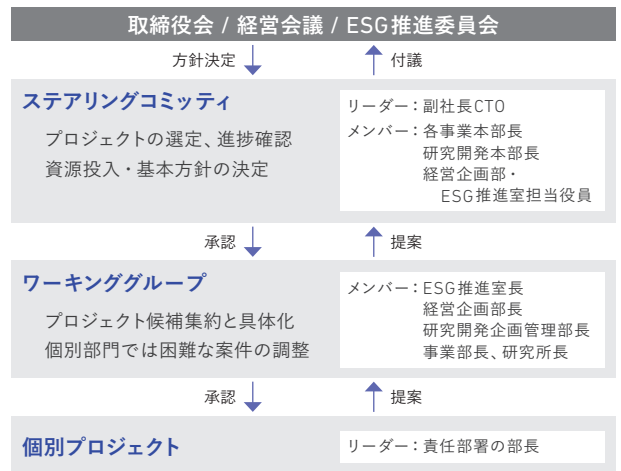 取締役会 / 経営会議 / ESG推進委員会
方針決定
付議
ステアリングコミッティ
プロジェクトの選定、進捗確認
資源投入・基本方針の決定
リーダー：副社長CTO
メンバー：各事業本部長
研究開発本部長
経営企画部・
ESG推進室担当役員
承認
提案
ワーキンググループ
プロジェクト候補集約と具体化
個別部門では困難な案件の調整
メンバー：ESG推進室長
経営企画部長
研究開発企画管理部長
事業部長、研究所長
承認
提案
個別プロジェクト
リーダー：責任部署の部長